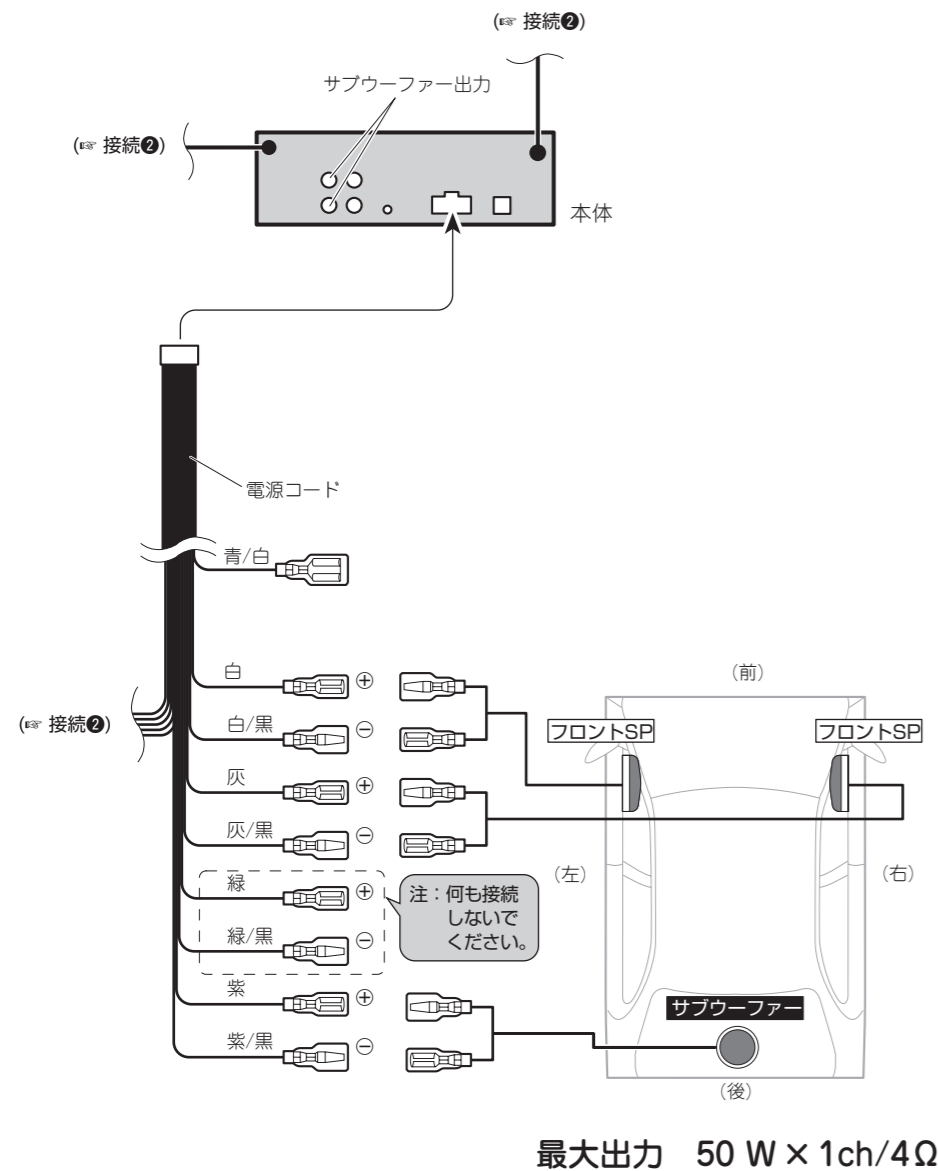 (☞ 接続❷)
サブウーファー出力
(☞ 接続❷)
本体
電源コード
青/白
白
⊕
白/黒
⊖
灰
⊕
灰/黒
⊖
緑
⊕
緑/黒
⊖
紫
⊕
紫/黒
⊖
(☞ 接続❷)
注：何も接続
しないで
ください。
（前）
フロントSP
フロントSP
（左）
（右）
サブウーファー
（後）
最大出力　50 W × 1ch/4Ω